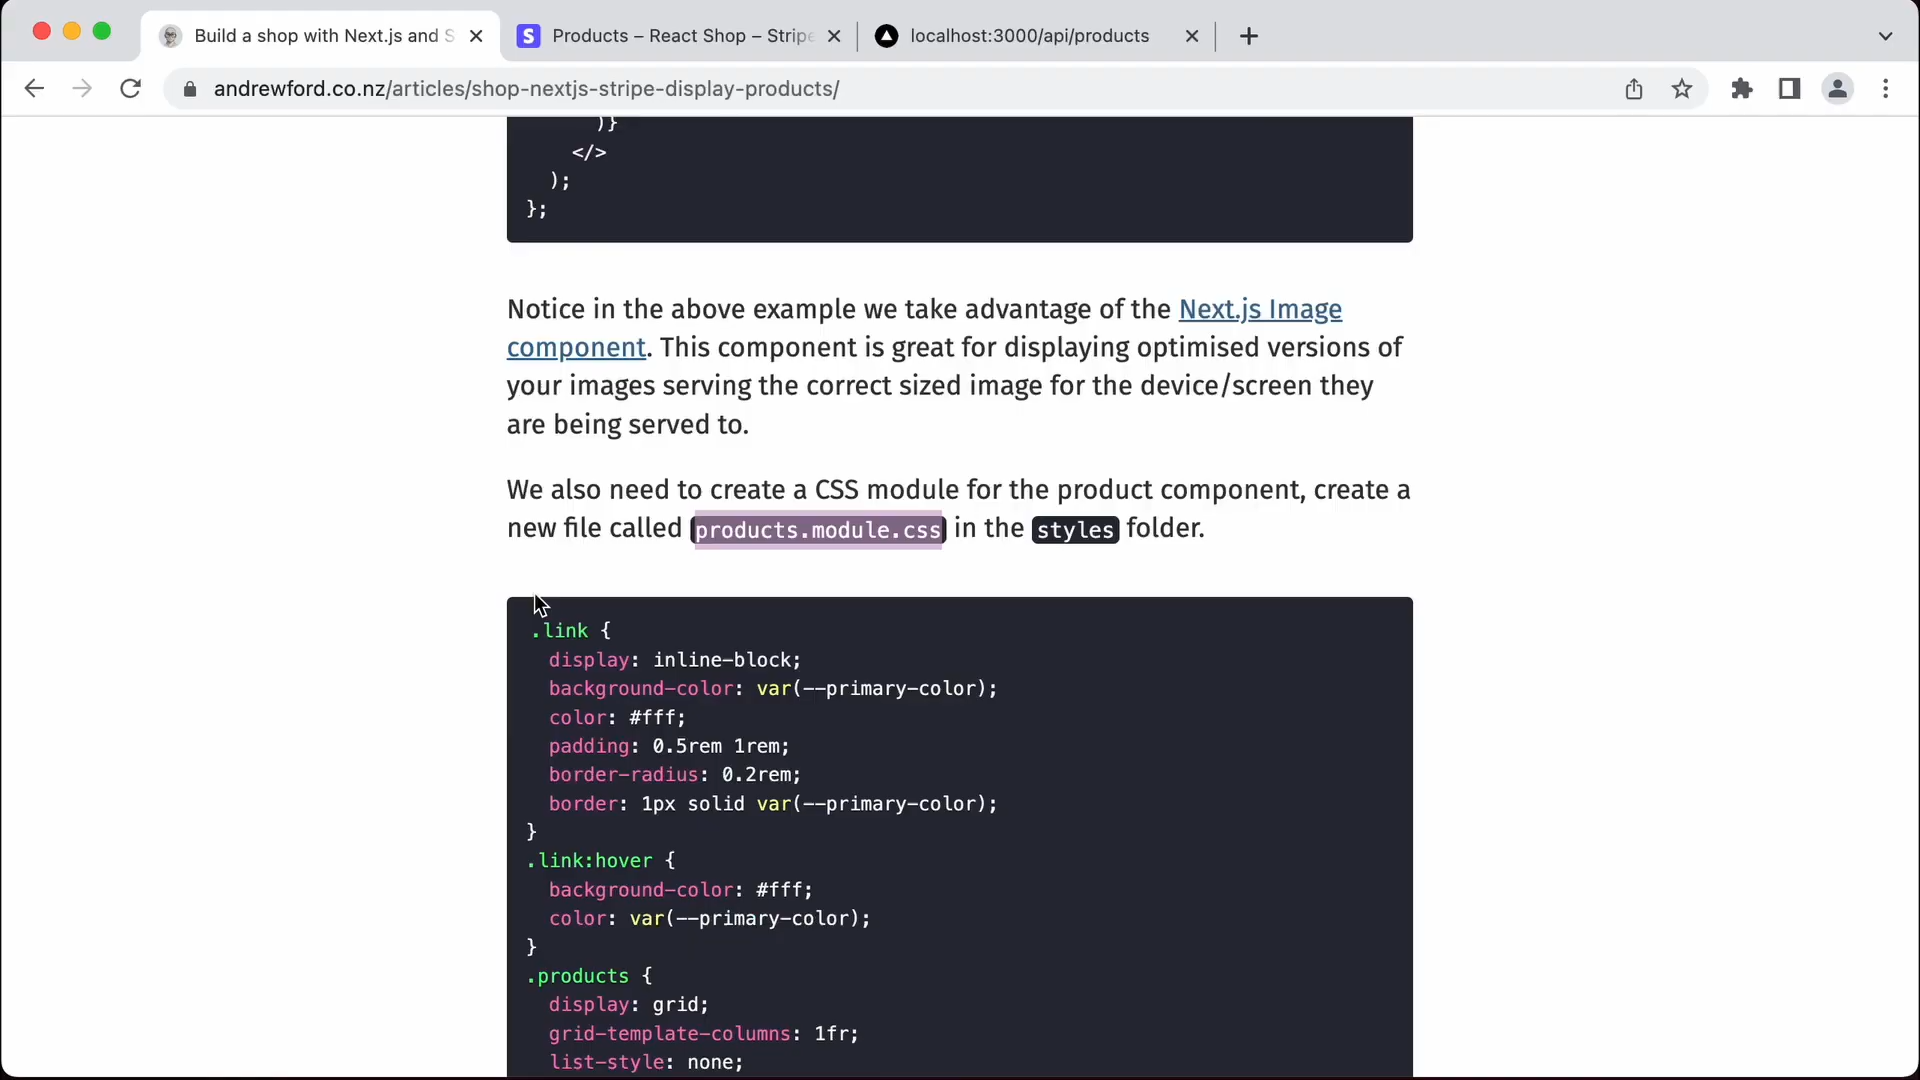 Build a shop with Next.js and S
Products – React Shop – Stripe
localhost:3000/api/products
andrewford.co.nz/articles/shop-nextjs-stripe-display-products/
)}
</>
);
};
Notice in the above example we take advantage of the Next.js Image
component. This component is great for displaying optimised versions of
your images serving the correct sized image for the device/screen they
are being served to.
We also need to create a CSS module for the product component, create a
new file called products.module.css in the styles folder.
.link {
display: inline-block;
background-color: var(--primary-color);
color: #fff;
padding: 0.5rem 1rem;
border-radius: 0.2rem;
border: 1px solid var(--primary-color);
}
.link:hover {
background-color: #fff;
color: var(--primary-color);
}
.products {
display: grid;
grid-template-columns: 1fr;
list-style: none;